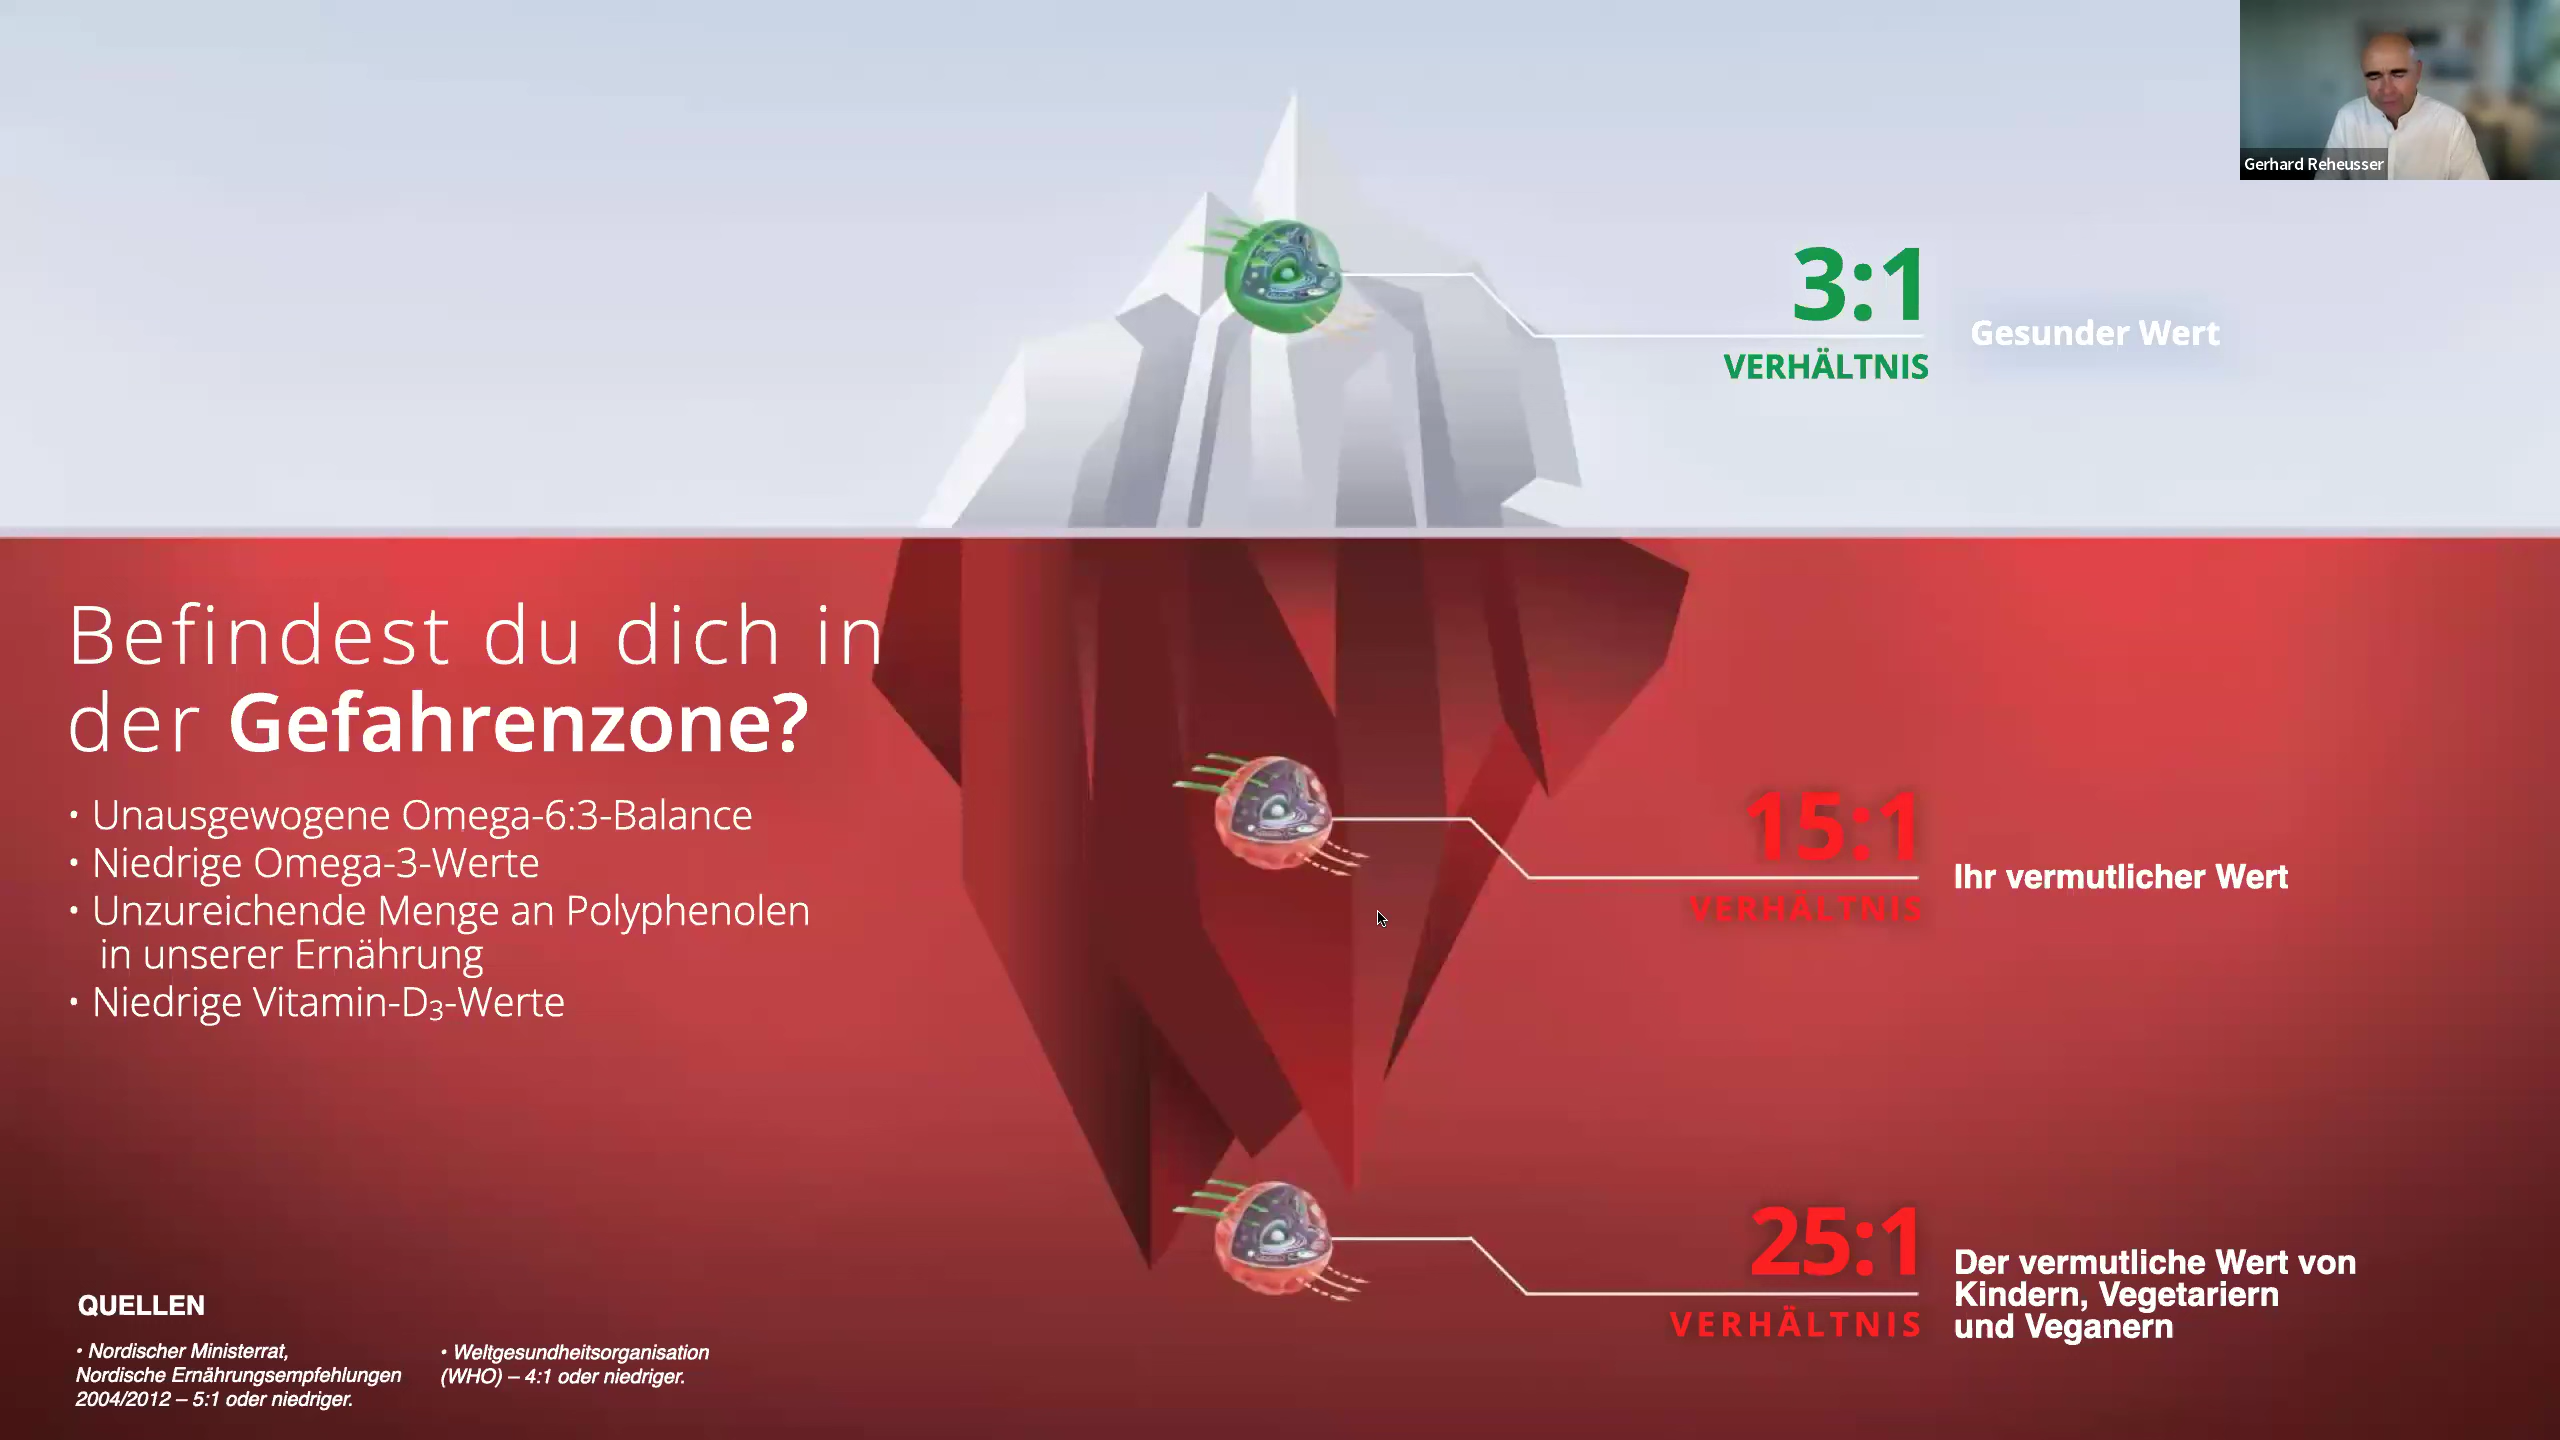 Gerhard Reheusser
3:1
VERHÄLTNIS
Gesunder Wert
Befindest du dich in
der Gefahrenzone?
• Unausgewogene Omega-6:3-Balance
• Niedrige Omega-3-Werte
• Unzureichende Menge an Polyphenolen
in unserer Ernährung
• Niedrige Vitamin-D₃-Werte
15:1
VERHÄLTNIS
Ihr vermutlicher Wert
25:1
VERHÄLTNIS
Der vermutliche Wert von
Kindern, Vegetariern
und Veganern
QUELLEN
• Nordischer Ministerrat,
Nordische Ernährungsempfehlungen
2004/2012 – 5:1 oder niedriger.
• Weltgesundheitsorganisation
(WHO) – 4:1 oder niedriger.